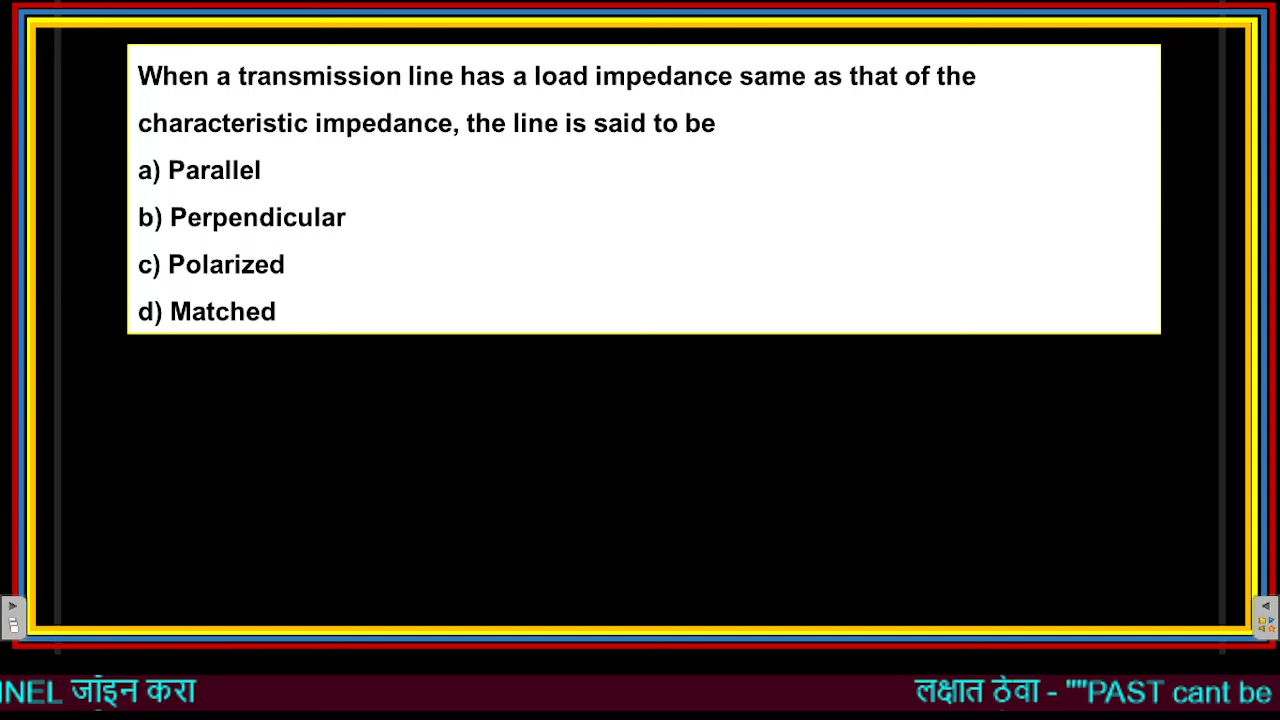 When a transmission line has a load impedance same as that of the
characteristic impedance, the line is said to be
a) Parallel
b) Perpendicular
c) Polarized
d) Matched
NEL जॉईन करा
लक्षात ठेवा - ""PAST cant be